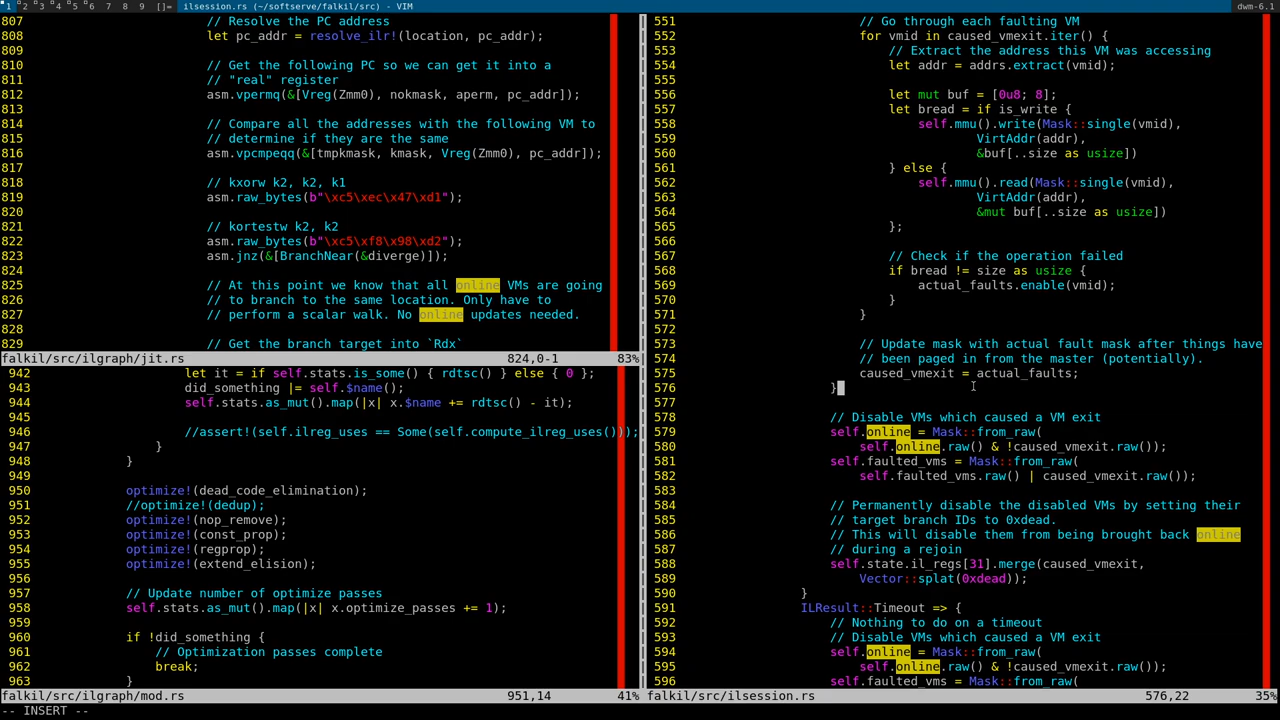 1 2 3 4 5 6 7 8 9 []= ilsession.rs (~/softserve/falkil/src) - VIM dwm-6.1
807 // Resolve the PC address
808 let pc_addr = resolve_ilr!(location, pc_addr);
809
810 // Get the following PC so we can get it into a
811 // "real" register
812 asm.vpermq(&[Vreg(Zmm0), nokmask, aperm, pc_addr]);
813
814 // Compare all the addresses with the following VM to
815 // determine if they are the same
816 asm.vpcmpeqq(&[tmpkmask, kmask, Vreg(Zmm0), pc_addr]);
817
818 // kxorw k2, k2, k1
819 asm.raw_bytes(b"\xc5\xec\x47\xd1");
820
821 // kortestw k2, k2
822 asm.raw_bytes(b"\xc5\xf8\x98\xd2");
823 asm.jnz(&[BranchNear(&diverge)]);
824
825 // At this point we know that all online VMs are going
826 // to branch to the same location. Only have to
827 // perform a scalar walk. No online updates needed.
828
829 // Get the branch target into `Rdx`
falkil/src/ilgraph/jit.rs 824,0-1 83%
942 let it = if self.stats.is_some() { rdtsc() } else { 0 };
943 did_something |= self.$name();
944 self.stats.as_mut().map(|x| x.$name += rdtsc() - it);
945
946 //assert!(self.ilreg_uses == Some(self.compute_ilreg_uses()));
947 }
948 }
949
950 optimize!(dead_code_elimination);
951 //optimize!(dedup);
952 optimize!(nop_remove);
953 optimize!(const_prop);
954 optimize!(regprop);
955 optimize!(extend_elision);
956
957 // Update number of optimize passes
958 self.stats.as_mut().map(|x| x.optimize_passes += 1);
959
960 if !did_something {
961 // Optimization passes complete
962 break;
963 }
falkil/src/ilgraph/mod.rs 951,14 41%
551 // Go through each faulting VM
552 for vmid in caused_vmexit.iter() {
553 // Extract the address this VM was accessing
554 let addr = addrs.extract(vmid);
555
556 let mut buf = [0u8; 8];
557 let bread = if is_write {
558 self.mmu().write(Mask::single(vmid),
559 VirtAddr(addr),
560 &buf[..size as usize])
561 } else {
562 self.mmu().read(Mask::single(vmid),
563 VirtAddr(addr),
564 &mut buf[..size as usize])
565 };
566
567 // Check if the operation failed
568 if bread != size as usize {
569 actual_faults.enable(vmid);
570 }
571 }
572
573 // Update mask with actual fault mask after things have
574 // been paged in from the master (potentially).
575 caused_vmexit = actual_faults;
576 }
577
578 // Disable VMs which caused a VM exit
579 self.online = Mask::from_raw(
580 self.online.raw() & !caused_vmexit.raw());
581 self.faulted_vms = Mask::from_raw(
582 self.faulted_vms.raw() | caused_vmexit.raw());
583
584 // Permanently disable the disabled VMs by setting their
585 // target branch IDs to 0xdead.
586 // This will disable them from being brought back online
587 // during a rejoin
588 self.state.il_regs[31].merge(caused_vmexit,
589 Vector::splat(0xdead));
590 }
591 ILResult::Timeout => {
592 // Nothing to do on a timeout
593 // Disable VMs which caused a VM exit
594 self.online = Mask::from_raw(
595 self.online.raw() & !caused_vmexit.raw());
596 self.faulted_vms = Mask::from_raw(
falkil/src/ilsession.rs 576,22 35%
-- INSERT --